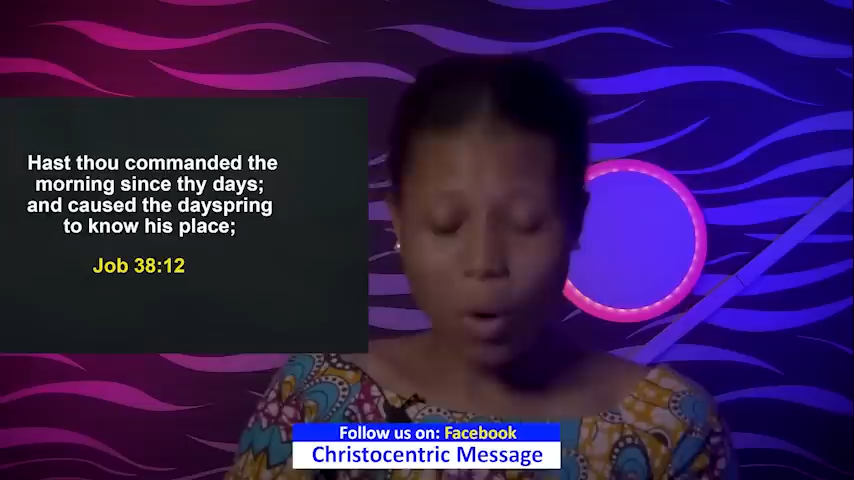 Hast thou commanded the
morning since thy days;
and caused the dayspring
to know his place;
Job 38:12
Follow us on: Facebook
Christocentric Message